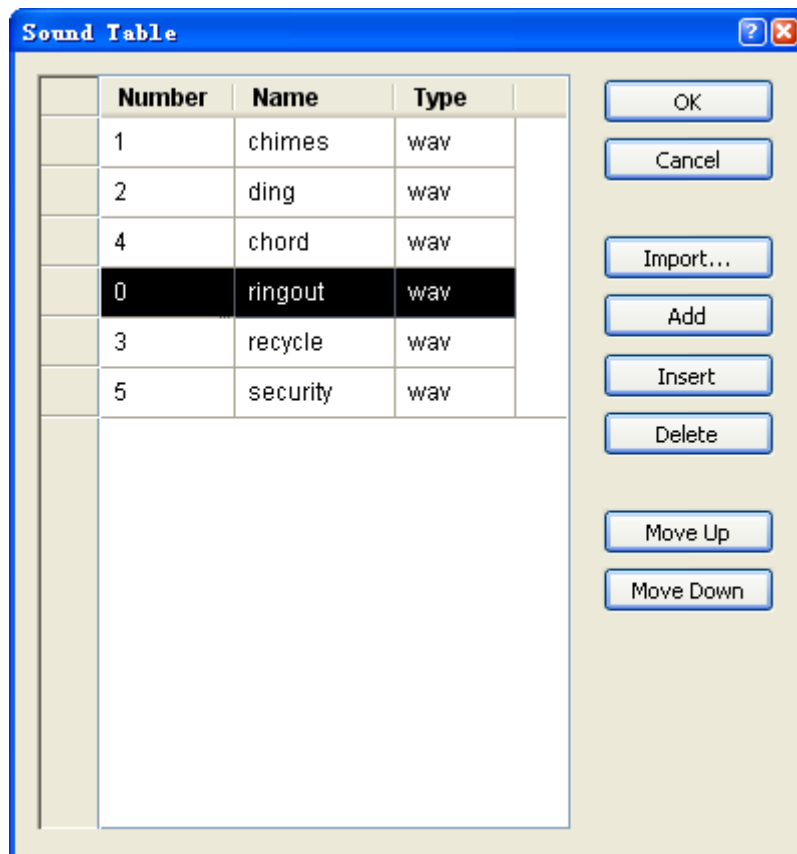 Sound Table
Number Name Type
1 chimes wav
2 ding wav
4 chord wav
0 ringout wav
3 recycle wav
5 security wav
OK
Cancel
Import...
Add
Insert
Delete
Move Up
Move Down